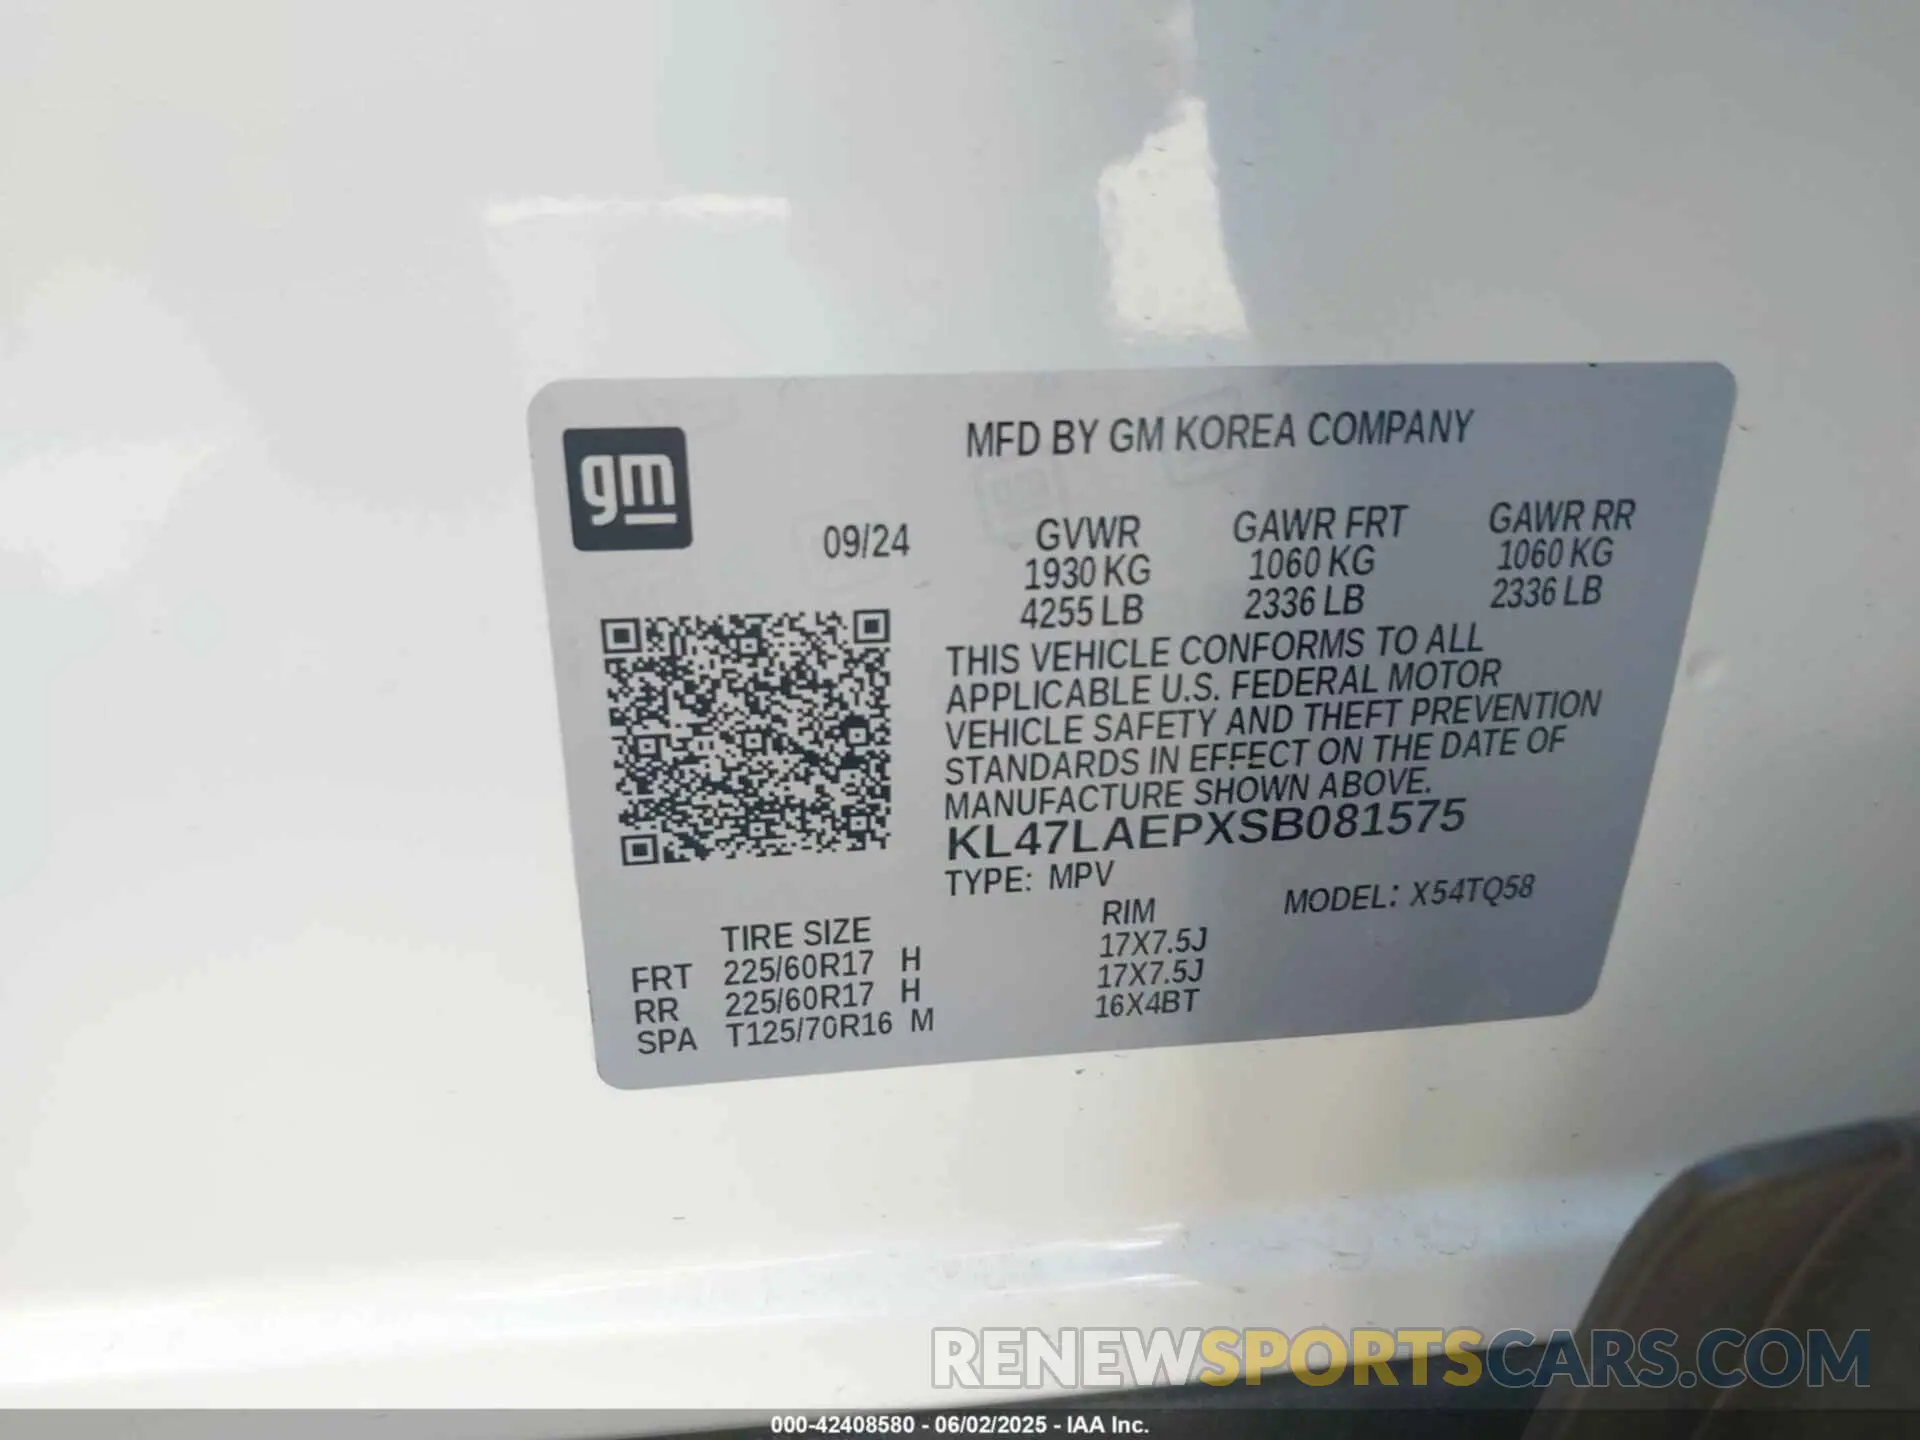 gm
MFD BY GM KOREA COMPANY
09/24 GVWR GAWR FRT GAWR RR
1930 KG 1060 KG 1060 KG
4255 LB 2336 LB 2336 LB
THIS VEHICLE CONFORMS TO ALL
APPLICABLE U.S. FEDERAL MOTOR
VEHICLE SAFETY AND THEFT PREVENTION
STANDARDS IN EFFECT ON THE DATE OF
MANUFACTURE SHOWN ABOVE.
KL47LAEPXSB081575
TYPE: MPV MODEL: X54TQ58
TIRE SIZE RIM
FRT 225/60R17 H 17X7.5J
RR 225/60R17 H 17X7.5J
SPA T125/70R16 M 16X4BT
RENEWSPORTSCARS.COM
000-42408580 - 06/02/2025 - IAA Inc.